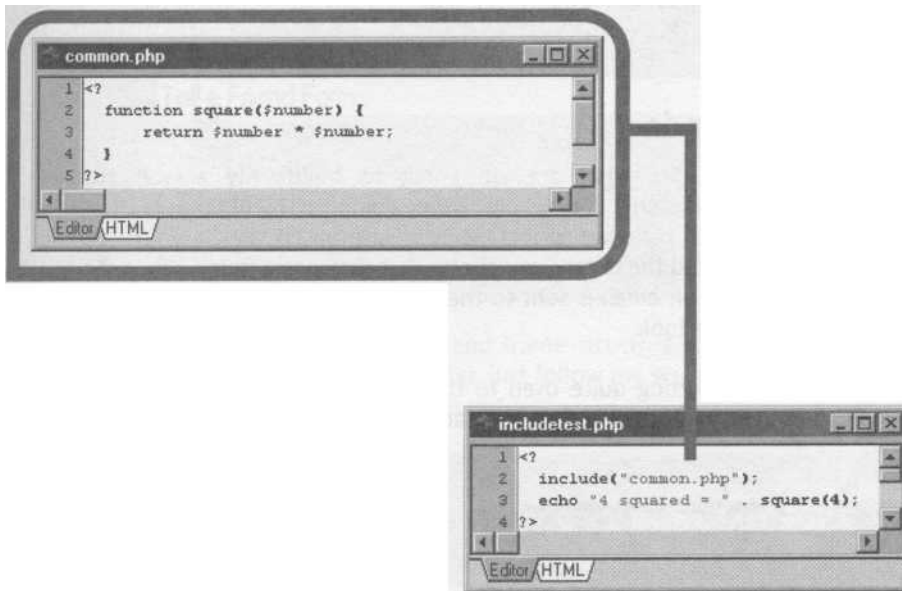 common.php
1 <?
2 function square($number) {
3 return $number * $number;
4 }
5 ?>
Editor HTML
includetest.php
1 <?
2 include("common.php");
3 echo "4 squared = " . square(4);
4 ?>
Editor HTML